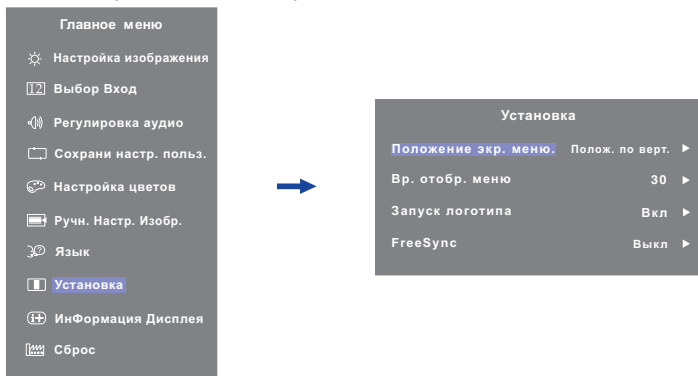 Главное меню
Настройка изображения
12 Выбор Вход
Регулировка аудио
Сохрани настр. польз.
Настройка цветов
Ручн. Настр. Изобр.
Язык
Установка
ИнФормация Дисплея
Сброс
Установка
Положение экр. меню. Полож. по верт.
Вр. отобр. меню 30
Запуск логотипа Вкл
FreeSync Выкл